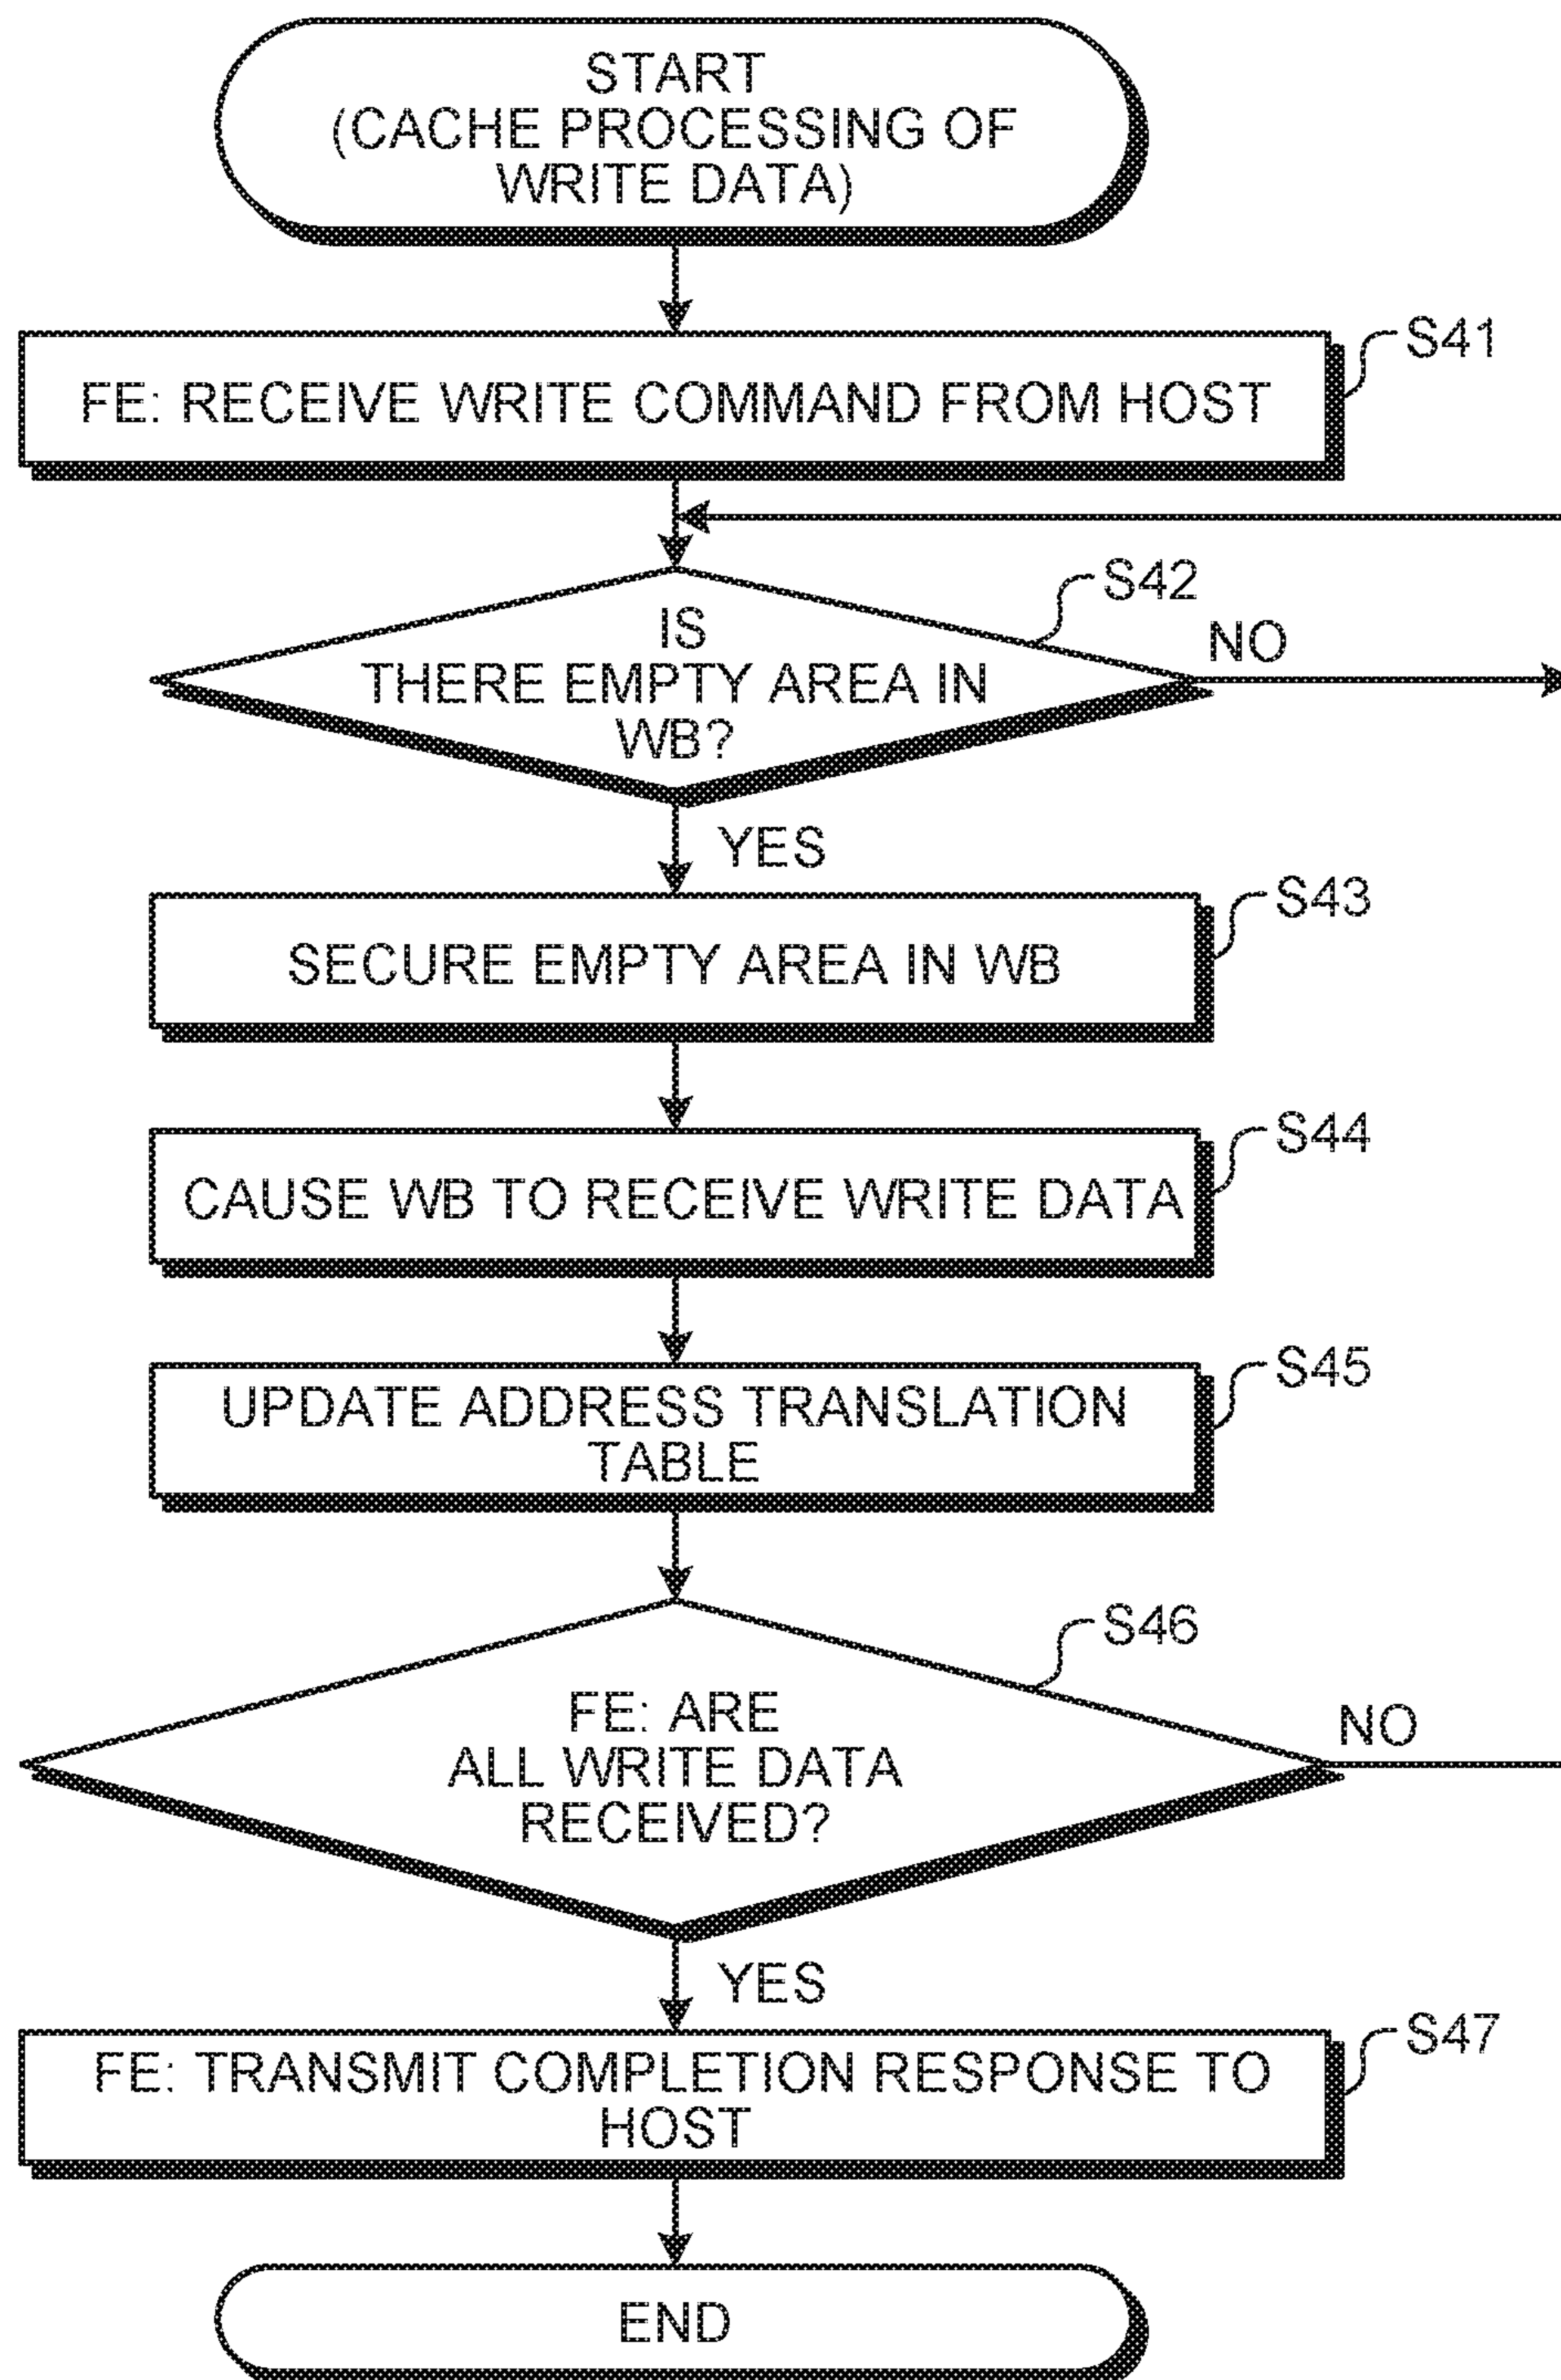 START
(CACHE PROCESSING OF
WRITE DATA)
S41
FE: RECEIVE WRITE COMMAND FROM HOST
S42
IS
THERE EMPTY AREA IN
WB?
NO
YES
S43
SECURE EMPTY AREA IN WB
S44
CAUSE WB TO RECEIVE WRITE DATA
S45
UPDATE ADDRESS TRANSLATION
TABLE
S46
FE: ARE
ALL WRITE DATA
RECEIVED?
NO
YES
S47
FE: TRANSMIT COMPLETION RESPONSE TO
HOST
END